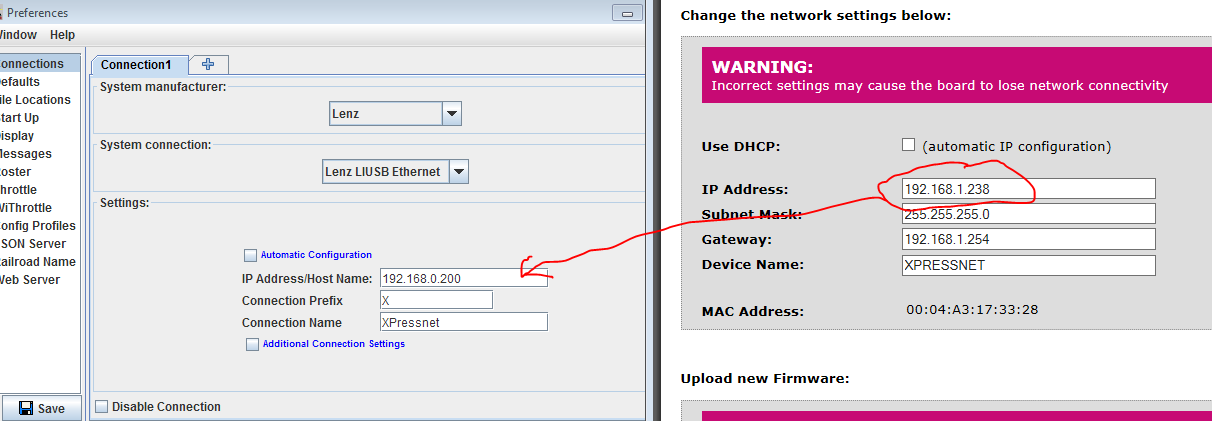 Preferences
Window Help
Connections
Defaults
File Locations
Start Up
Display
Messages
Roster
Throttle
WiThrottle
Config Profiles
JSON Server
Railroad Name
Web Server
Save
Connection1
System manufacturer:
Lenz
System connection:
Lenz LIUSB Ethernet
Settings:
Automatic Configuration
IP Address/Host Name: 192.168.0.200
Connection Prefix X
Connection Name XPressnet
Additional Connection Settings
Disable Connection
Change the network settings below:
WARNING:
Incorrect settings may cause the board to lose network connectivity
Use DHCP: (automatic IP configuration)
IP Address: 192.168.1.238
Subnet Mask: 255.255.255.0
Gateway: 192.168.1.254
Device Name: XPRESSNET
MAC Address: 00:04:A3:17:33:28
Upload new Firmware: